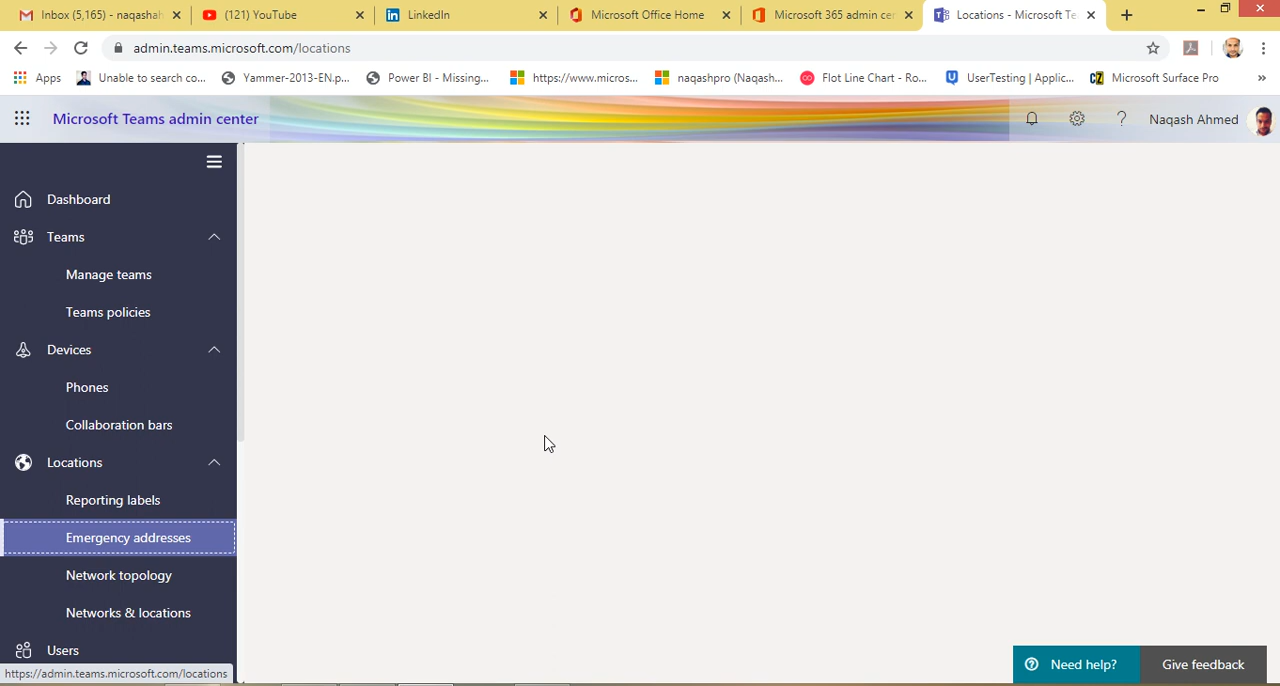 Inbox (5,165) - naqashah
(121) YouTube
LinkedIn
Microsoft Office Home
Microsoft 365 admin cen
Locations - Microsoft Te
admin.teams.microsoft.com/locations
Apps
Unable to search co...
Yammer-2013-EN.p...
Power BI - Missing...
https://www.micros...
naqashpro (Naqash...
Flot Line Chart - Ro...
UserTesting | Applic...
CZ
Microsoft Surface Pro
»
Microsoft Teams admin center
?
Naqash Ahmed
Dashboard
Teams
Manage teams
Teams policies
Devices
Phones
Collaboration bars
Locations
Reporting labels
Emergency addresses
Network topology
Networks & locations
Users
https://admin.teams.microsoft.com/locations
Need help?
Give feedback